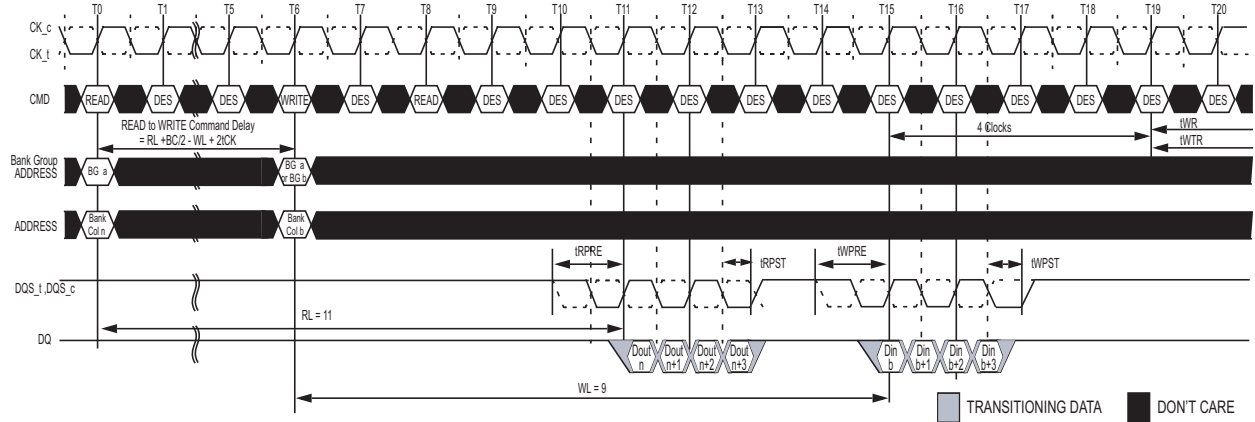 T0 T1 T5 T6 T7 T8 T9 T10 T11 T12 T13 T14 T15 T16 T17 T18 T19 T20
CK_c
CK_t
CMD READ DES DES WRITE DES READ DES DES DES DES DES DES DES DES DES DES DES DES
READ to WRITE Command Delay
= RL +BC/2 - WL + 2tCK
4 Clocks
tWR
tWTR
Bank Group
ADDRESS
BG a
BG a
or BG b
ADDRESS
Bank
Col n
Bank
Col b
tRPRE
tRPST
tWPRE
tWPST
DQS_t ,DQS_c
RL = 11
DQ
Dout
n
Dout
n+1
Dout
n+2
Dout
n+3
Din
b
Din
b+1
Din
b+2
Din
b+3
WL = 9
TRANSITIONING DATA
DON'T CARE